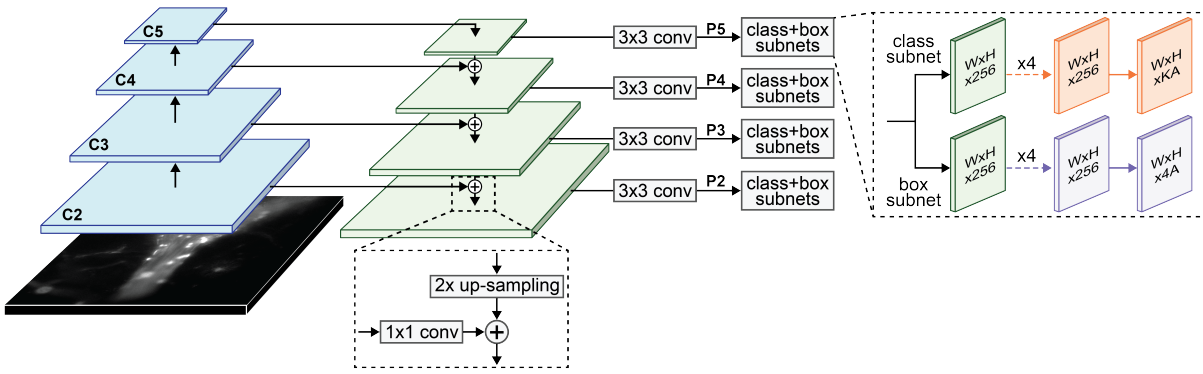 C5
C4
C3
C2
3x3 conv
P5
class+box
subnets
3x3 conv
P4
class+box
subnets
3x3 conv
P3
class+box
subnets
3x3 conv
P2
class+box
subnets
2x up-sampling
1x1 conv
class
subnet
WxH
x256
x4
WxH
x256
WxH
xKA
box
subnet
WxH
x256
x4
WxH
x256
WxH
x4A